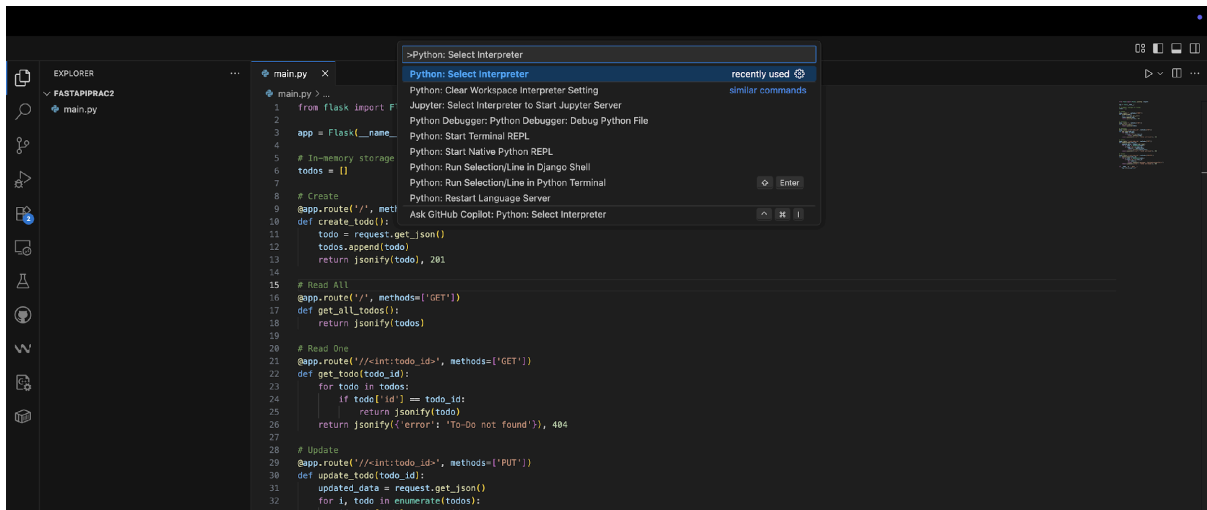 >Python: Select Interpreter
Python: Select Interpreter recently used
Python: Clear Workspace Interpreter Setting similar commands
Jupyter: Select Interpreter to Start Jupyter Server
Python Debugger: Python Debugger: Debug Python File
Python: Start Terminal REPL
Python: Start Native Python REPL
Python: Run Selection/Line in Django Shell
Python: Run Selection/Line in Python Terminal ⇧ Enter
Python: Restart Language Server
Ask GitHub Copilot: Python: Select Interpreter ^ ⌘ I
EXPLORER ...
FASTAPIPRAC2
main.py
2
main.py ×
main.py > ...
1 from flask import Fl
2
3 app = Flask(__name__
4
5 # In-memory storage
6 todos = []
7
8 # Create
9 @app.route('/', meth
10 def create_todo():
11 todo = request.get_json()
12 todos.append(todo)
13 return jsonify(todo), 201
14
15 # Read All
16 @app.route('/', methods=['GET'])
17 def get_all_todos():
18 return jsonify(todos)
19
20 # Read One
21 @app.route('//<int:todo_id>', methods=['GET'])
22 def get_todo(todo_id):
23 for todo in todos:
24 if todo['id'] == todo_id:
25 return jsonify(todo)
26 return jsonify({'error': 'To-Do not found'}), 404
27
28 # Update
29 @app.route('//<int:todo_id>', methods=['PUT'])
30 def update_todo(todo_id):
31 updated_data = request.get_json()
32 for i, todo in enumerate(todos):